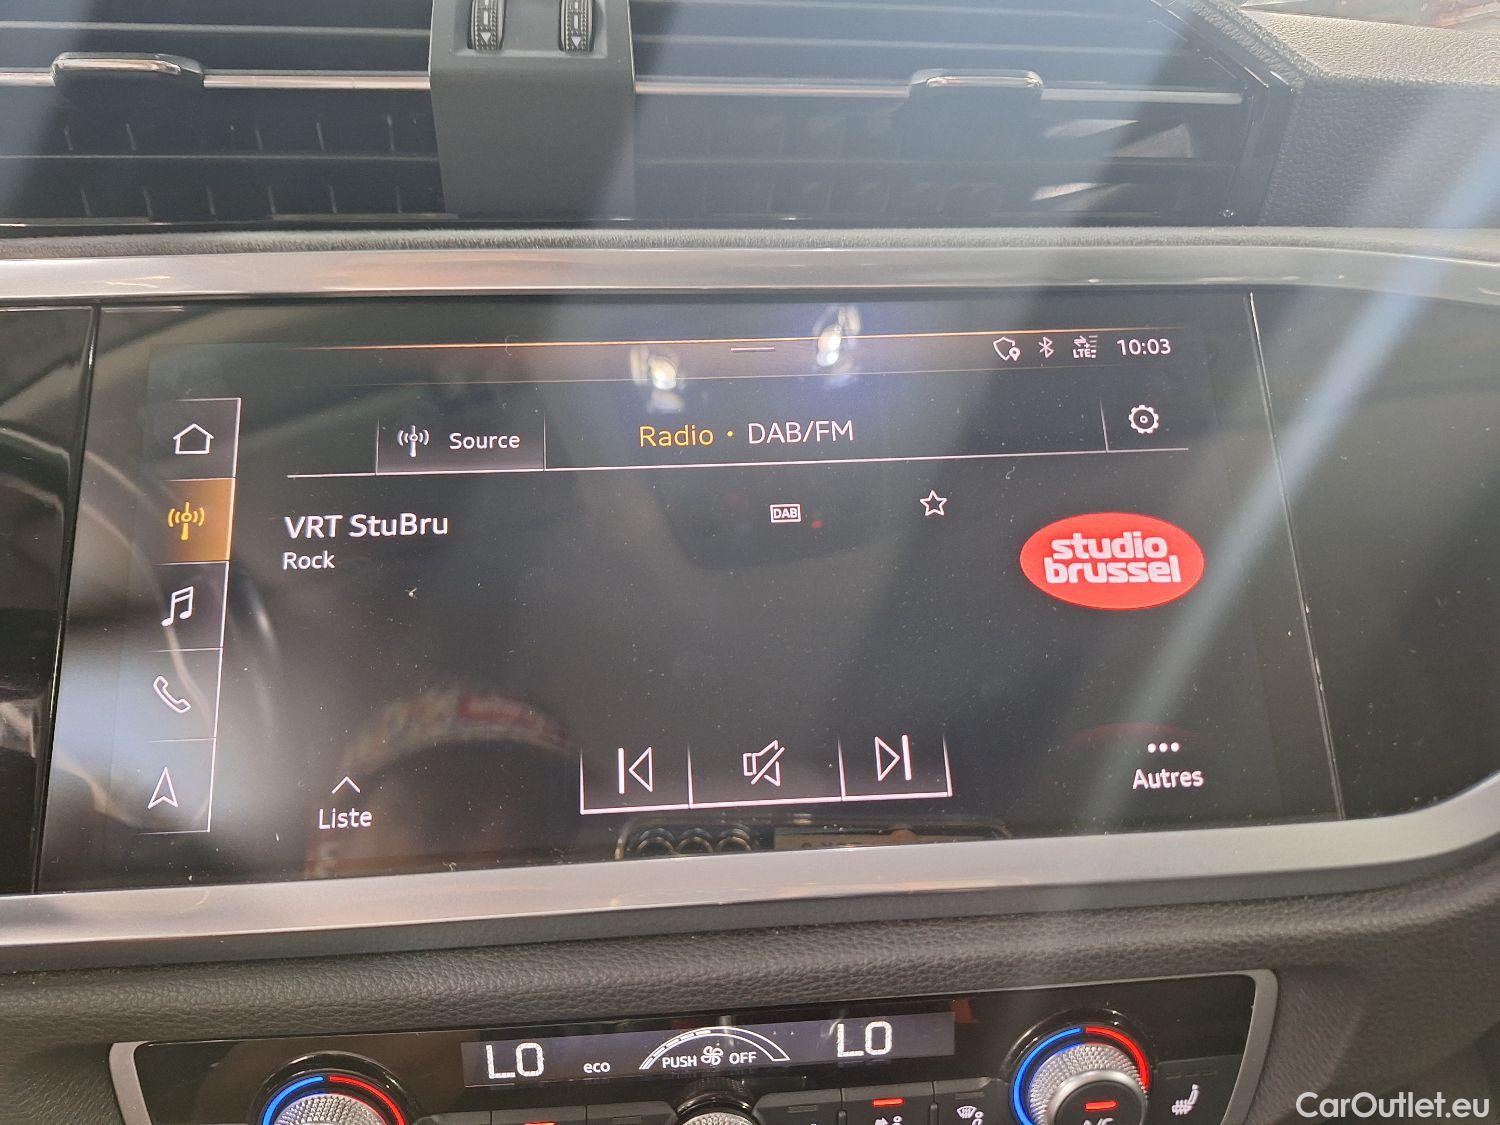 LTE
10:03
Source
Radio • DAB/FM
VRT StuBru
DAB
Rock
studio
brussel
Liste
Autres
LO
eco
PUSH
OFF
LO
A/C
CarOutlet.eu